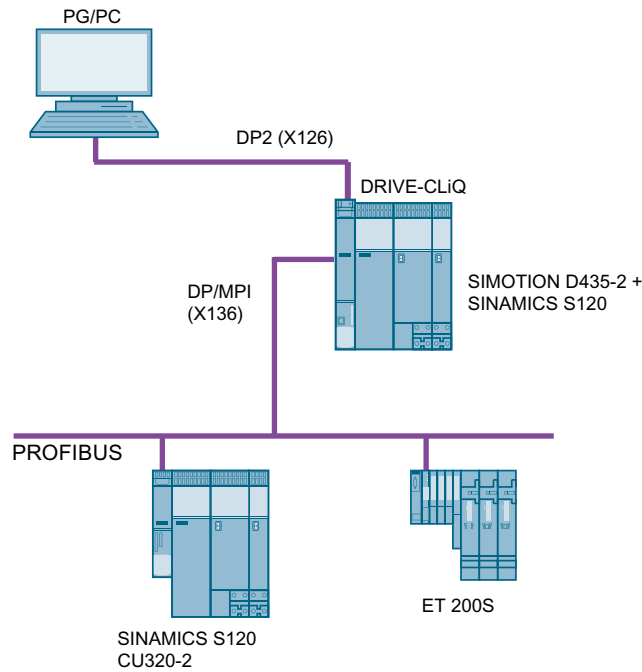 PG/PC
DP2 (X126)
DRIVE-CLiQ
SIMOTION D435-2 +
SINAMICS S120
DP/MPI
(X136)
PROFIBUS
ET 200S
SINAMICS S120
CU320-2